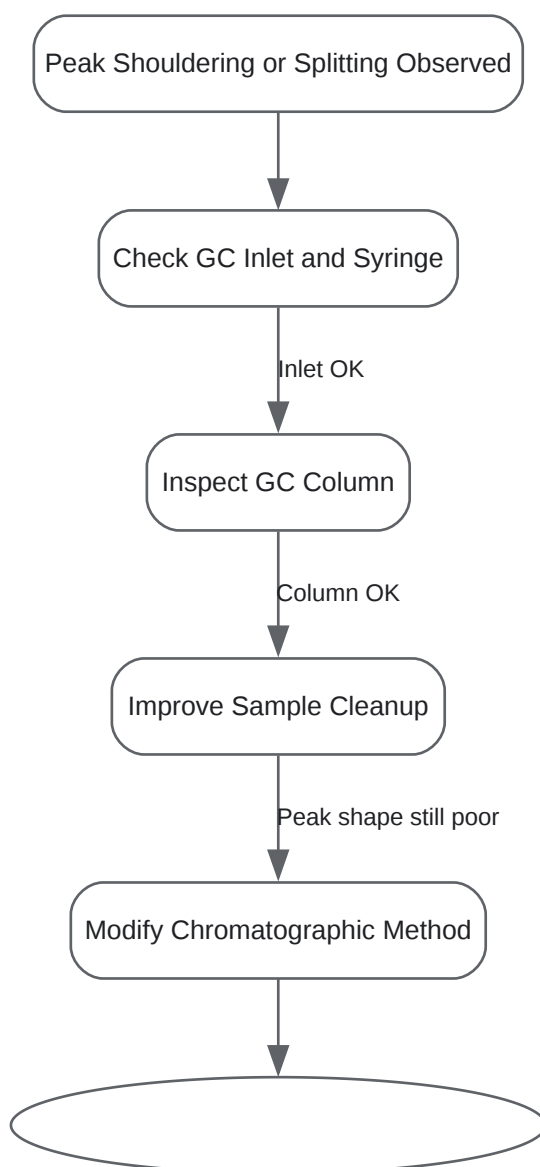 Peak Shouldering or Splitting Observed
Check GC Inlet and Syringe
Inlet OK
Inspect GC Column
Column OK
Improve Sample Cleanup
Peak shape still poor
Modify Chromatographic Method